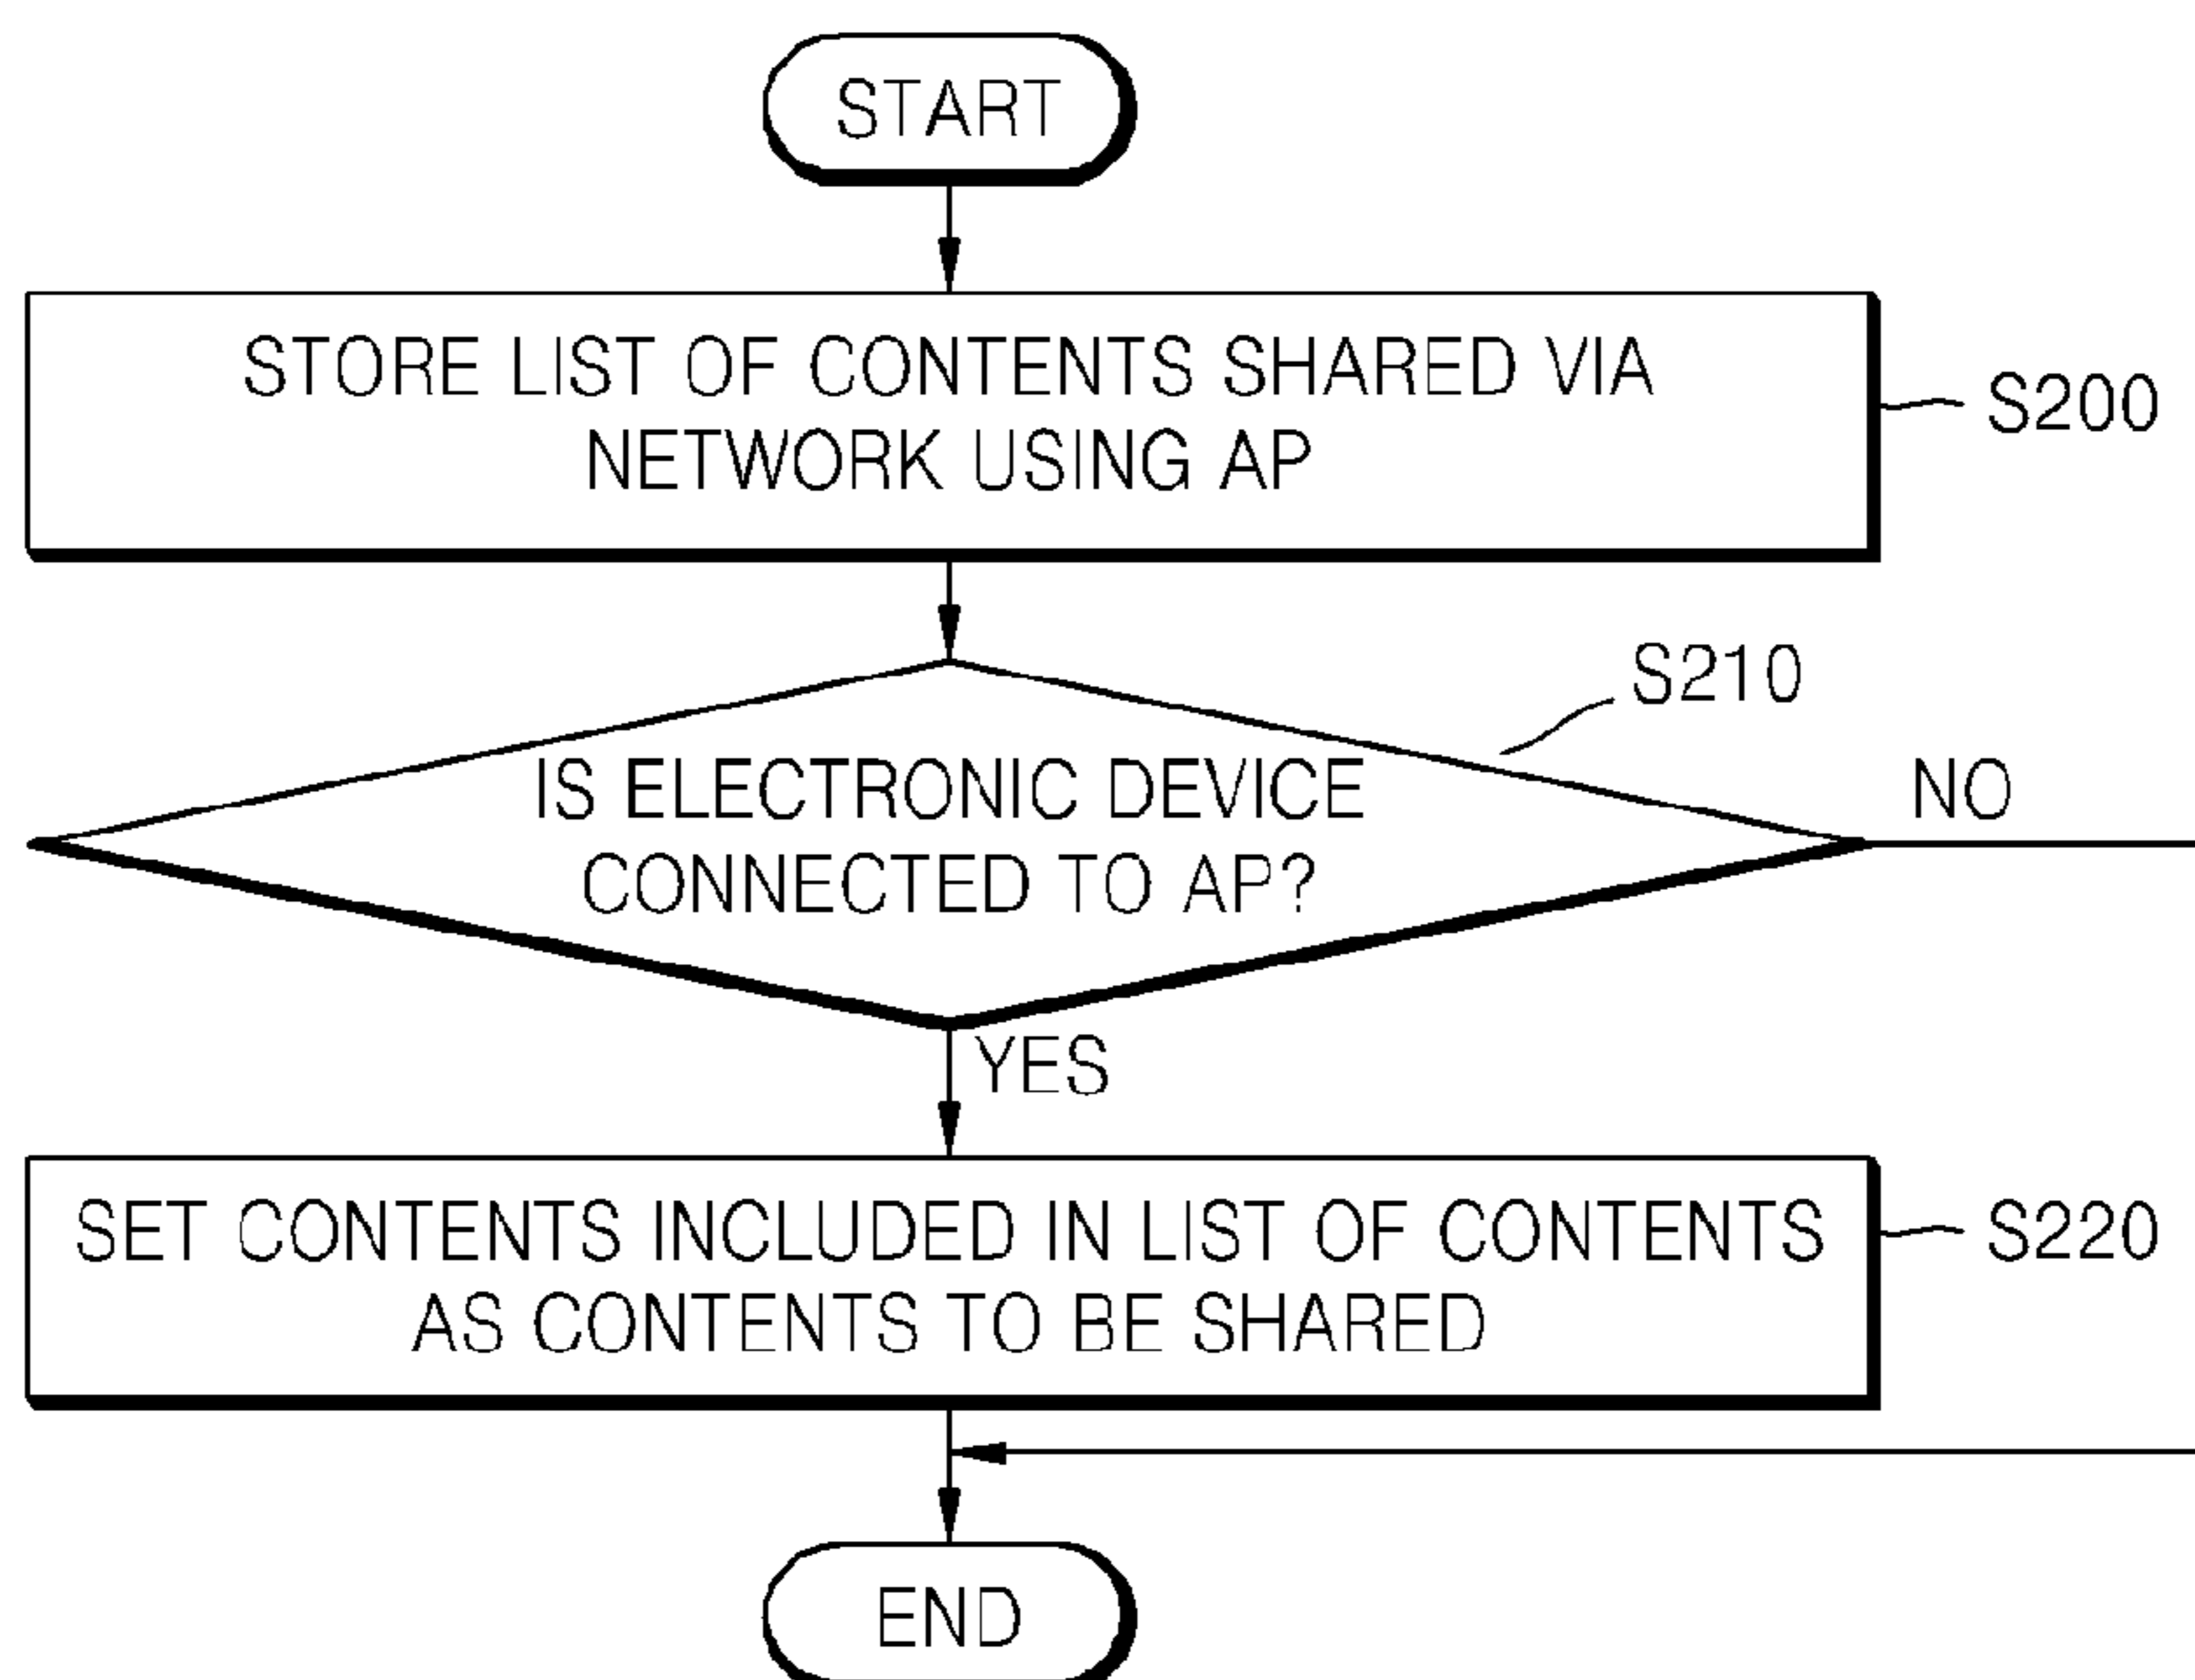 START
STORE LIST OF CONTENTS SHARED VIA
NETWORK USING AP
S200
S210
IS ELECTRONIC DEVICE
CONNECTED TO AP?
NO
YES
SET CONTENTS INCLUDED IN LIST OF CONTENTS
AS CONTENTS TO BE SHARED
S220
END